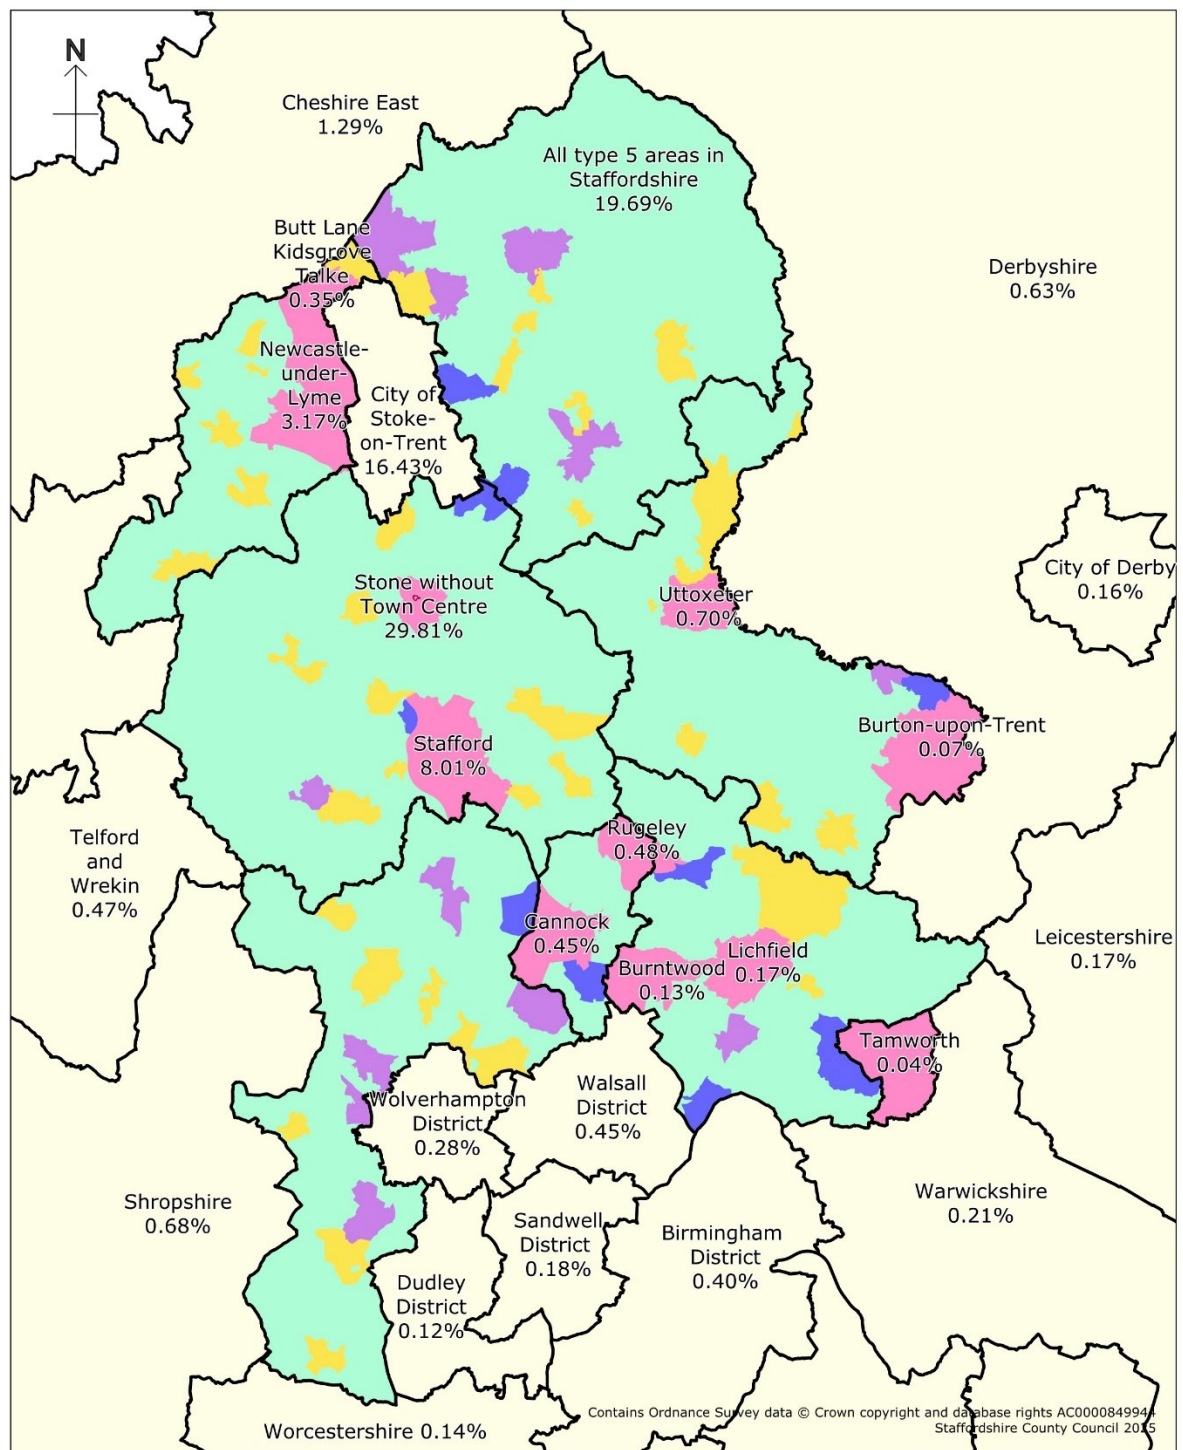 N
Cheshire East
1.29%
All type 5 areas in
Staffordshire
19.69%
Butt Lane
Kidsgrove
Talke
0.35%
Derbyshire
0.63%
Newcastle-
under-
Lyme
3.17%
City of
Stoke-
on-Trent
16.43%
City of Derby
0.16%
Stone without
Town Centre
29.81%
Uttoxeter
0.70%
Burton-upon-Trent
0.07%
Stafford
8.01%
Telford
and
Wrekin
0.47%
Rugeley
0.48%
Cannock
0.45%
Burntwood
0.13%
Lichfield
0.17%
Leicestershire
0.17%
Tamworth
0.04%
Wolverhampton
District
0.28%
Walsall
District
0.45%
Shropshire
0.68%
Sandwell
District
0.18%
Birmingham
District
0.40%
Warwickshire
0.21%
Dudley
District
0.12%
Worcestershire 0.14%
Contains Ordnance Survey data © Crown copyright and database rights AC0000849944
Staffordshire County Council 2025